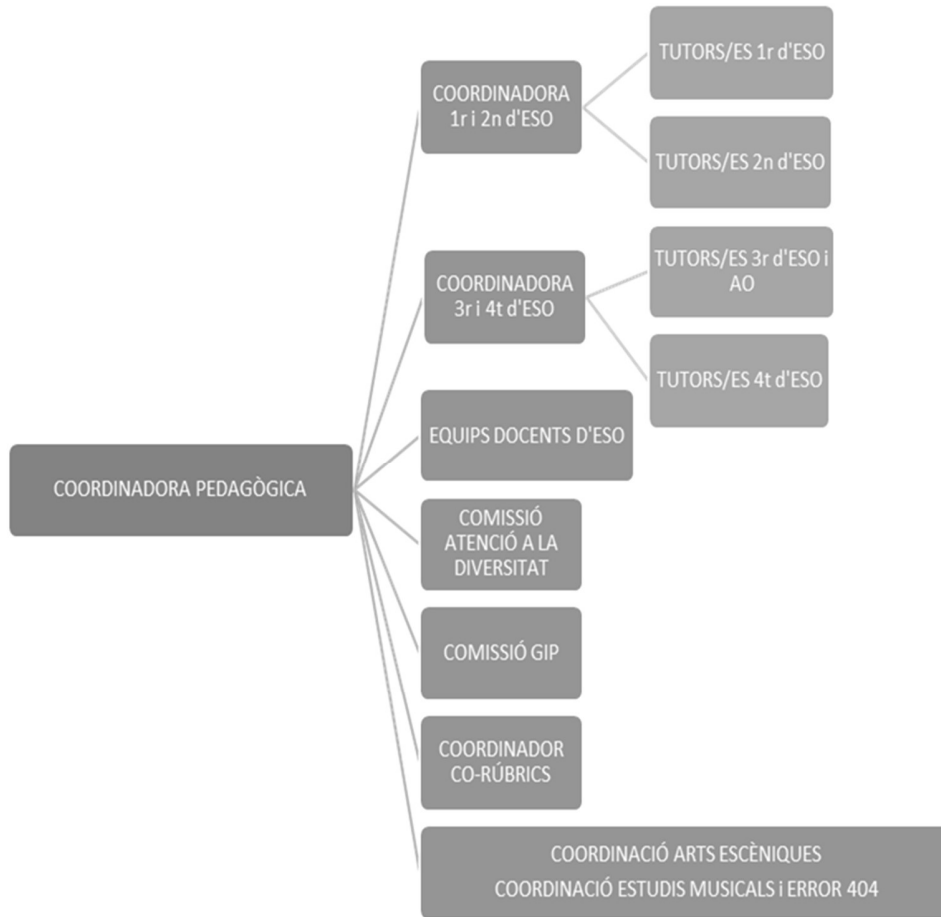 COORDINADORA PEDAGÒGICA
COORDINADORA
1r i 2n d'ESO
TUTORS/ES 1r d'ESO
TUTORS/ES 2n d'ESO
COORDINADORA
3r i 4t d'ESO
TUTORS/ES 3r d'ESO i
AO
TUTORS/ES 4t d'ESO
EQUIPS DOCENTS D'ESO
COMISSIÓ
ATENCIÓ A LA
DIVERSITAT
COMISSIÓ GIP
COORDINADOR
CO-RÚBRICS
COORDINACIÓ ARTS ESCÈNIQUES
COORDINACIÓ ESTUDIS MUSICALS i ERROR 404